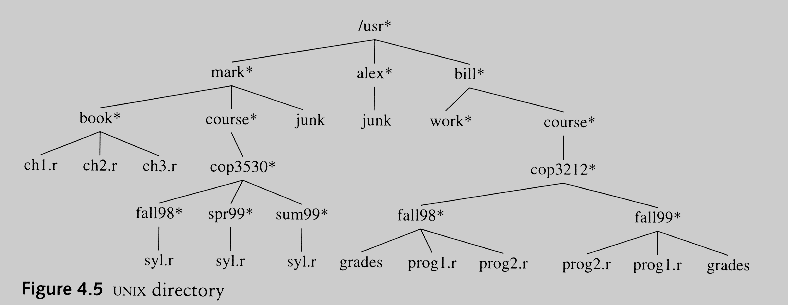 /usr*
mark* alex* bill*
book* course* junk junk work* course*
ch1.r ch2.r ch3.r cop3530* cop3212*
fall98* spr99* sum99* fall98* fall99*
syl.r syl.r syl.r grades prog1.r prog2.r prog2.r prog1.r grades
Figure 4.5 UNIX directory